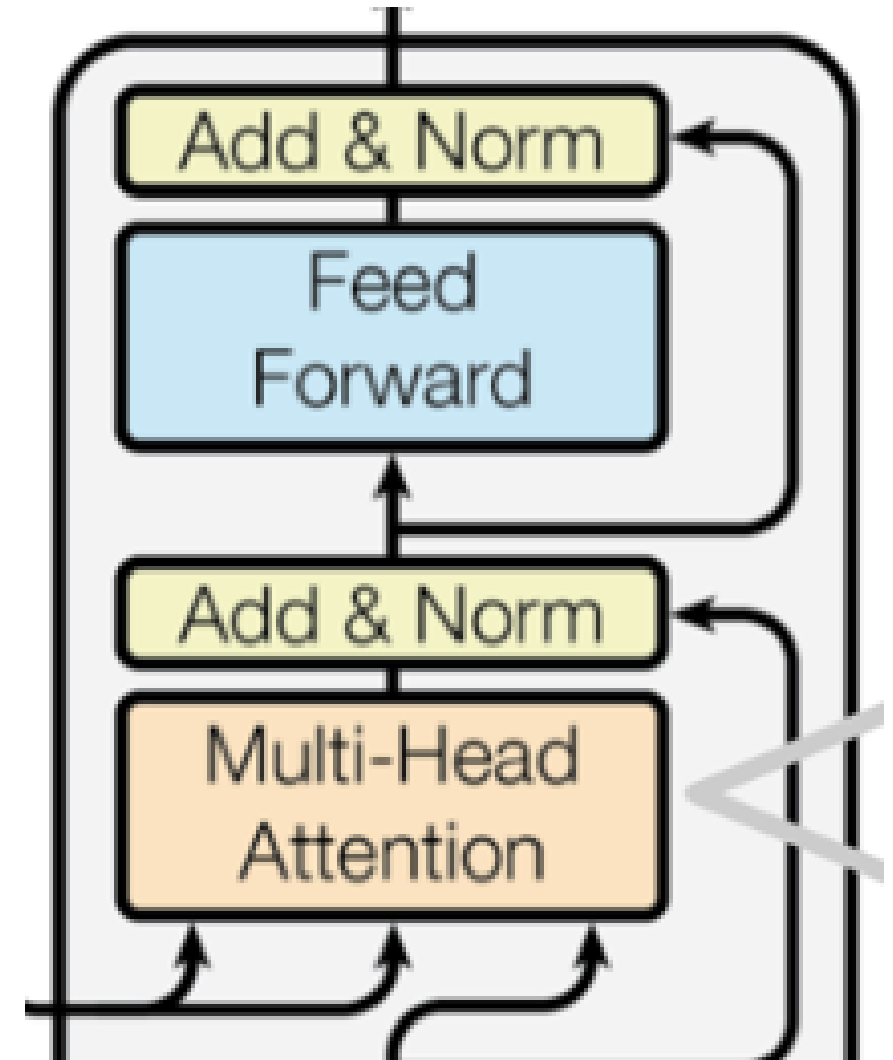 Add & Norm
Feed
Forward
Add & Norm
Multi-Head
Attention